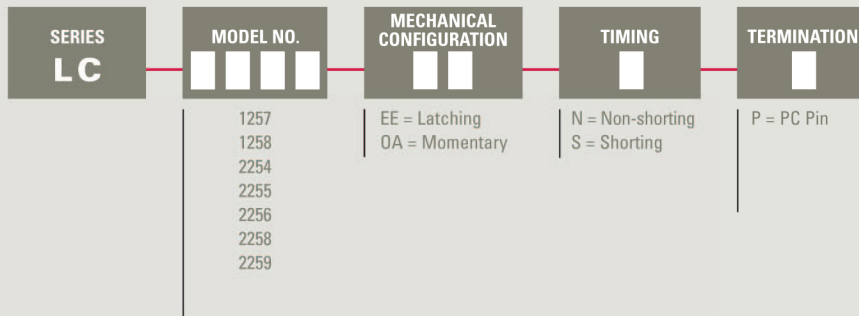 SERIES
LC
MODEL NO.
MECHANICAL
CONFIGURATION
TIMING
TERMINATION
1257
1258
2254
2255
2256
2258
2259
EE = Latching
OA = Momentary
N = Non-shorting
S = Shorting
P = PC Pin